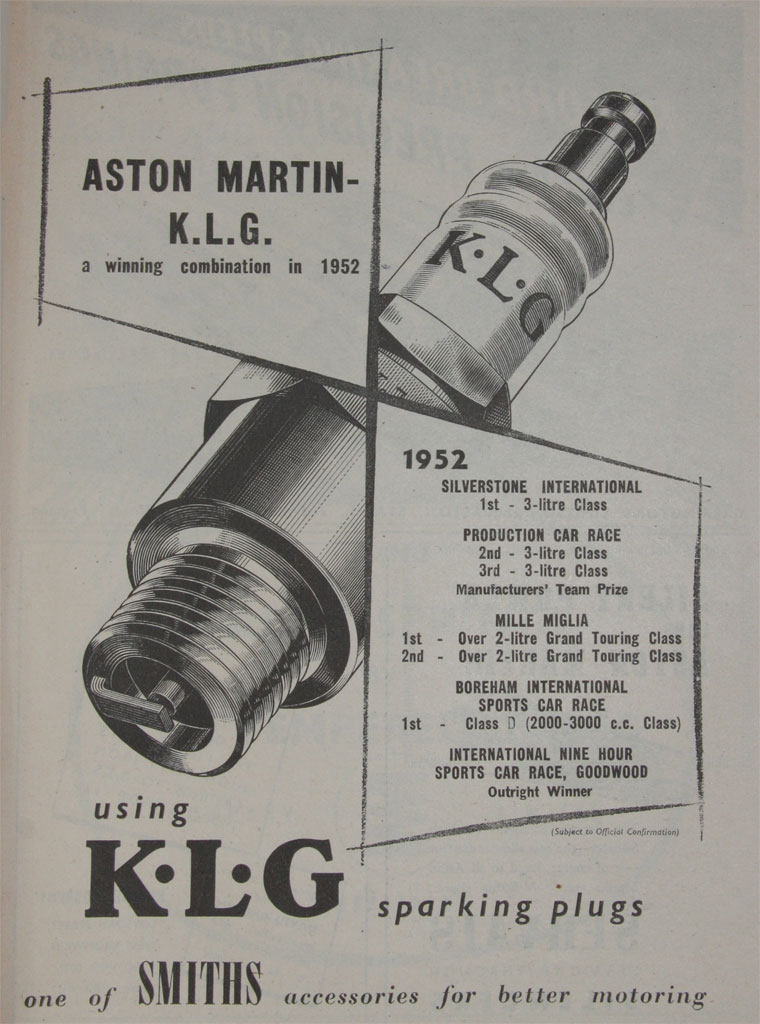 ASTON MARTIN-
K.L.G.
a winning combination in 1952
K·L·G
1952
SILVERSTONE INTERNATIONAL
1st - 3-litre Class
PRODUCTION CAR RACE
2nd - 3-litre Class
3rd - 3-litre Class
Manufacturers' Team Prize
MILLE MIGLIA
1st - Over 2-litre Grand Touring Class
2nd - Over 2-litre Grand Touring Class
BOREHAM INTERNATIONAL
SPORTS CAR RACE
1st - Class D (2000-3000 c.c. Class)
INTERNATIONAL NINE HOUR
SPORTS CAR RACE, GOODWOOD
Outright Winner
(Subject to Official Confirmation)
using
K·L·G sparking plugs
one of SMITHS accessories for better motoring